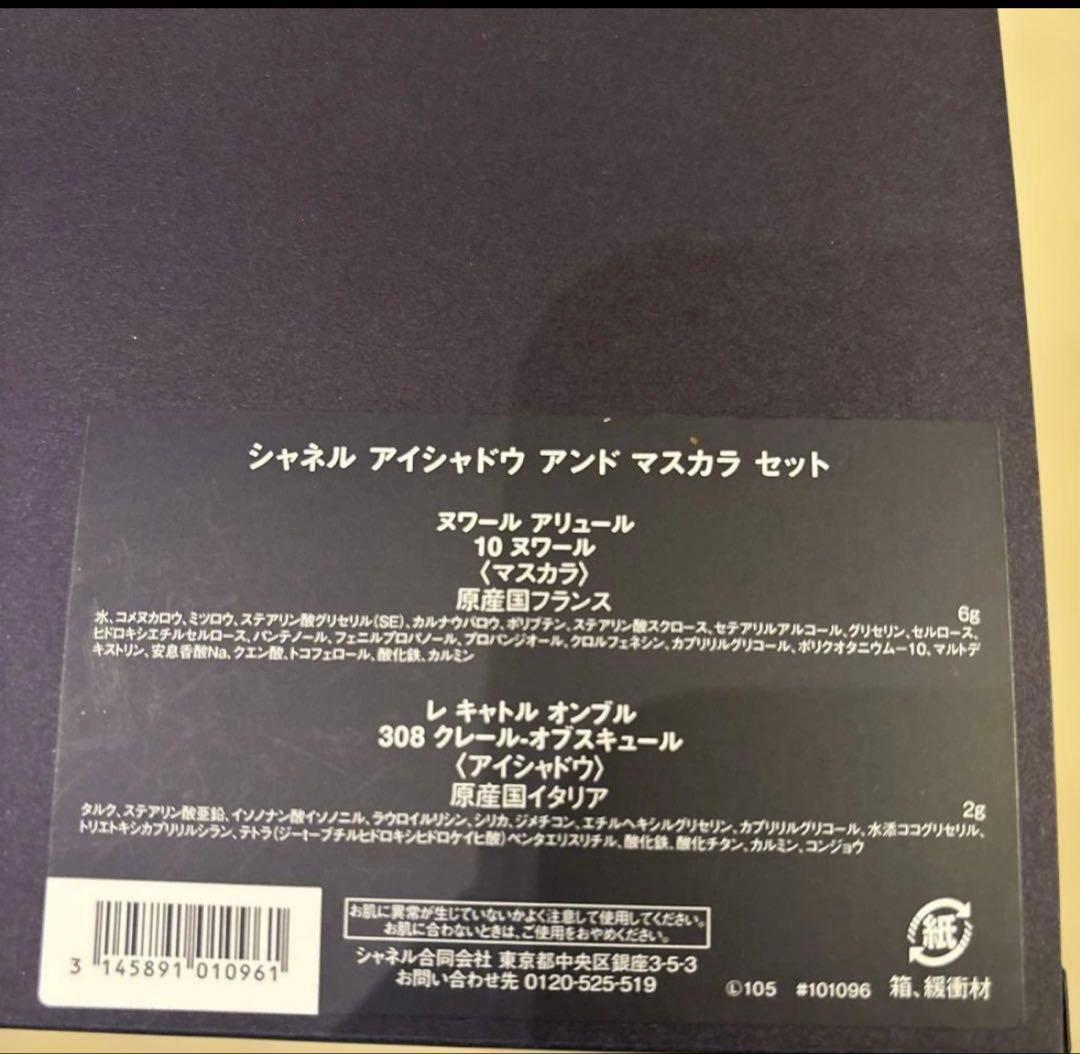 シャネル アイシャドウ アンド マスカラ セット
ヌワール アリュール
10 ヌワール
〈マスカラ〉
原産国フランス
6g
水、コメヌカロウ、ミツロウ、ステアリン酸グリセリル(SE)、カルナウバロウ、ポリブテン、ステアリン酸スクロース、セテアリルアルコール、グリセリン、セルロース、
ヒドロキシエチルセルロース、パンテノール、フェニルプロパノール、プロパンジオール、クロルフェネシン、カプリリルグリコール、ポリクオタニウム−10、マルトデ
キストリン、安息香酸Na、クエン酸、トコフェロール、酸化鉄、カルミン
レ キャトル オンブル
308 クレール-オブスキュール
〈アイシャドウ〉
原産国イタリア
2g
タルク、ステアリン酸亜鉛、イソノナン酸イソノニル、ラウロイルリシン、シリカ、ジメチコン、エチルヘキシルグリセリン、カプリリルグリコール、水添ココグリセリル、
トリエトキシカプリリルシラン、テトラ(ジーt-ブチルヒドロキシヒドロケイヒ酸)ペンタエリスリチル、酸化鉄、酸化チタン、カルミン、コンジョウ
お肌に異常が生じていないかよく注意して使用してください。
お肌に合わないときは、ご使用をおやめください。
シャネル合同会社 東京都中央区銀座3-5-3
お問い合わせ先 0120-525-519
3 145891 010961
Ⓛ105 #101096
紙
箱、緩衝材